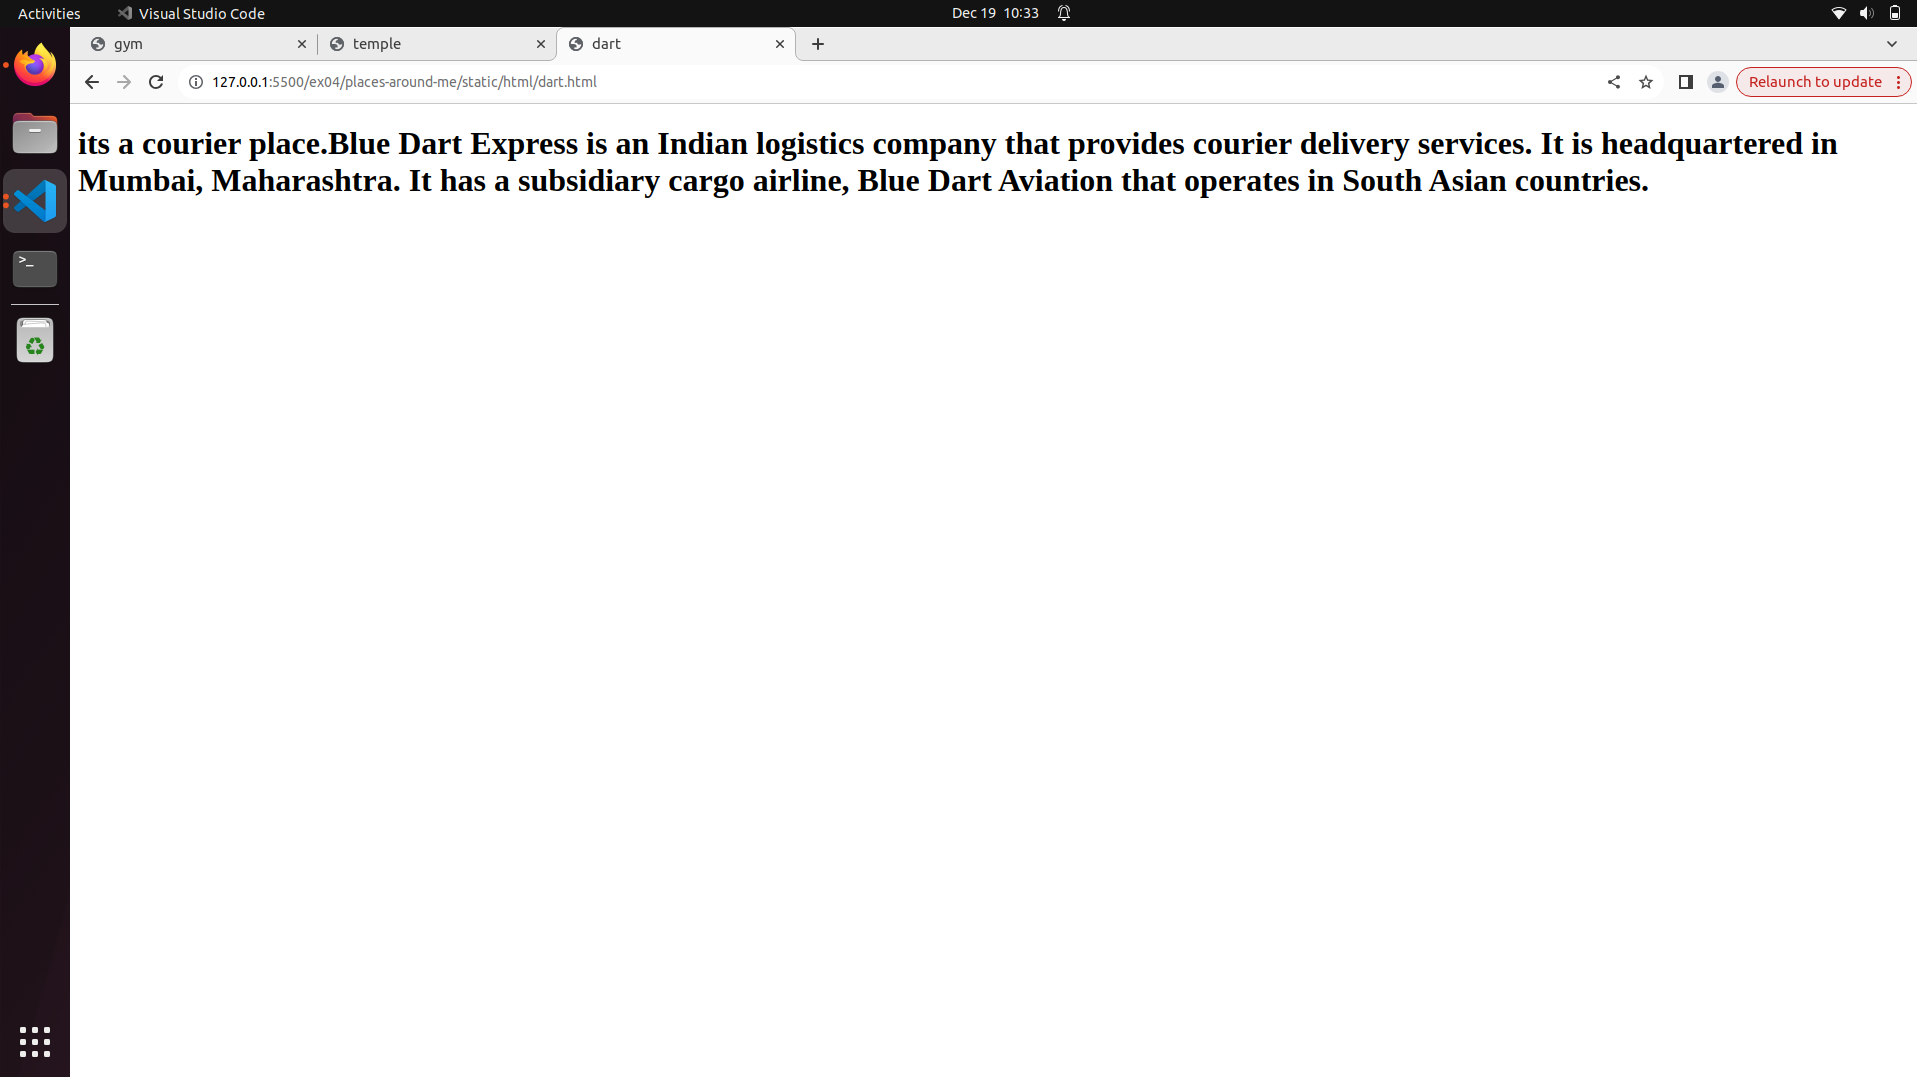 Activities Visual Studio Code Dec 19 10:33
gym temple dart
127.0.0.1:5500/ex04/places-around-me/static/html/dart.html Relaunch to update
its a courier place.Blue Dart Express is an Indian logistics company that provides courier delivery services. It is headquartered in
Mumbai, Maharashtra. It has a subsidiary cargo airline, Blue Dart Aviation that operates in South Asian countries.